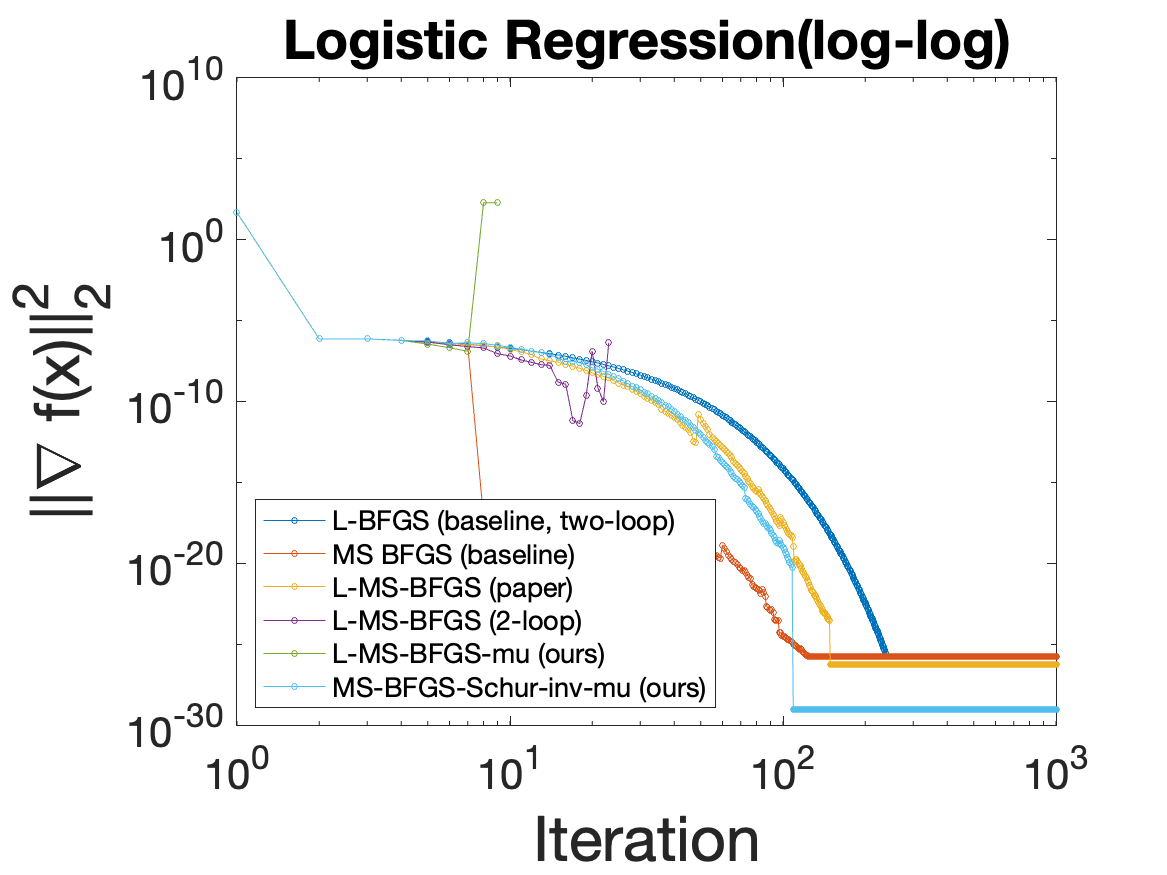 Logistic Regression(log-log)
10^10
10^0
10^-10
10^-20
10^-30
||∇ f(x)||_2^2
L-BFGS (baseline, two-loop)
MS BFGS (baseline)
L-MS-BFGS (paper)
L-MS-BFGS (2-loop)
L-MS-BFGS-mu (ours)
MS-BFGS-Schur-inv-mu (ours)
10^0 10^1 10^2 10^3
Iteration